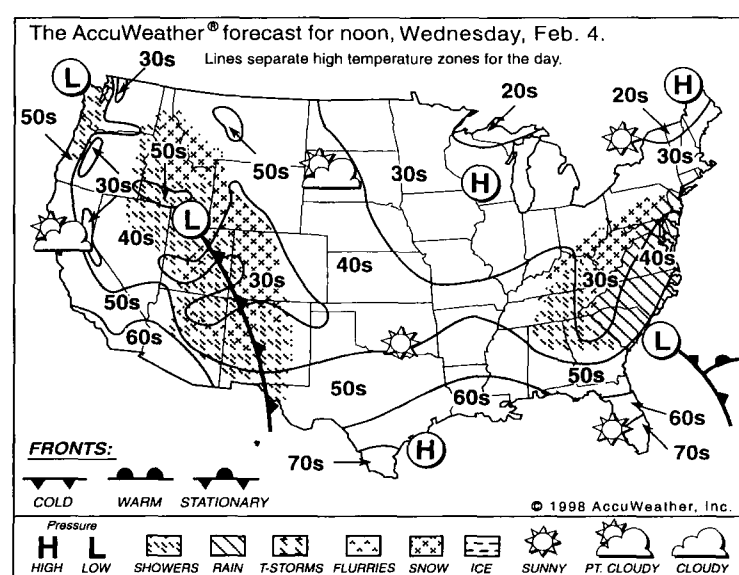 The AccuWeather® forecast for noon, Wednesday, Feb. 4.
Lines separate high temperature zones for the day.
L
30s
20s
20s
H
50s
50s
50s
30s
30s
H
30s
L
40s
30s
40s
30s
40s
50s
60s
L
50s
60s
50s
60s
70s
H
70s
FRONTS:
COLD WARM STATIONARY
© 1998 AccuWeather, Inc.
Pressure
H L
HIGH LOW SHOWERS RAIN T-STORMS FLURRIES SNOW ICE SUNNY PT. CLOUDY CLOUDY